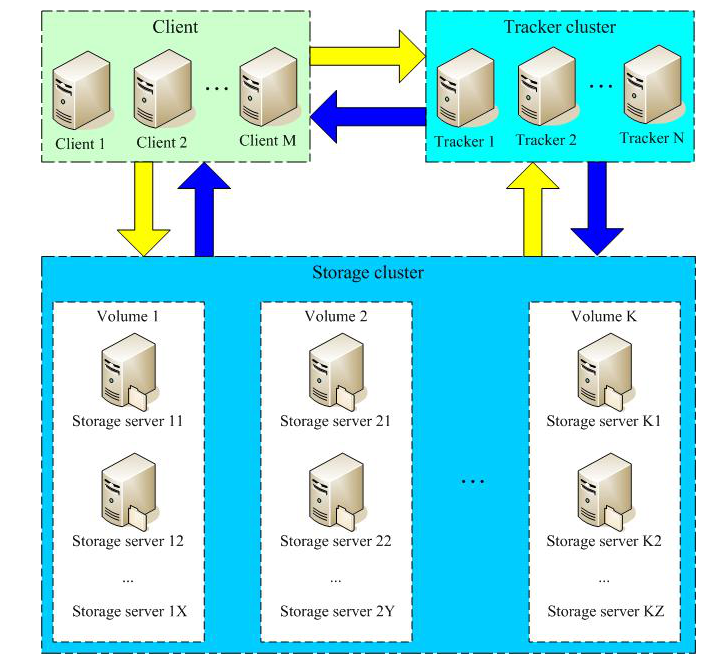 Client
Tracker cluster
...
...
Client 1
Client 2
Client M
Tracker 1
Tracker 2
Tracker N
Storage cluster
Volume 1
Volume 2
Volume K
Storage server 11
Storage server 21
Storage server K1
...
Storage server 12
Storage server 22
Storage server K2
...
...
...
Storage server 1X
Storage server 2Y
Storage server KZ